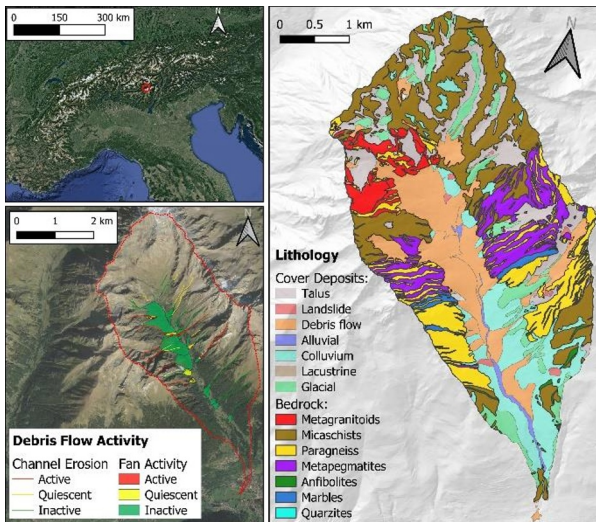 0 150 300 km
N
0 1 2 km
N
Debris Flow Activity
Channel Erosion
Active
Quiescent
Inactive
Fan Activity
Active
Quiescent
Inactive
0 0.5 1 km
N
Lithology
Cover Deposits:
Talus
Landslide
Debris flow
Alluvial
Colluvium
Lacustrine
Glacial
Bedrock:
Metagranitoids
Micaschists
Paragneiss
Metapegmatites
Anfibolites
Marbles
Quarzites